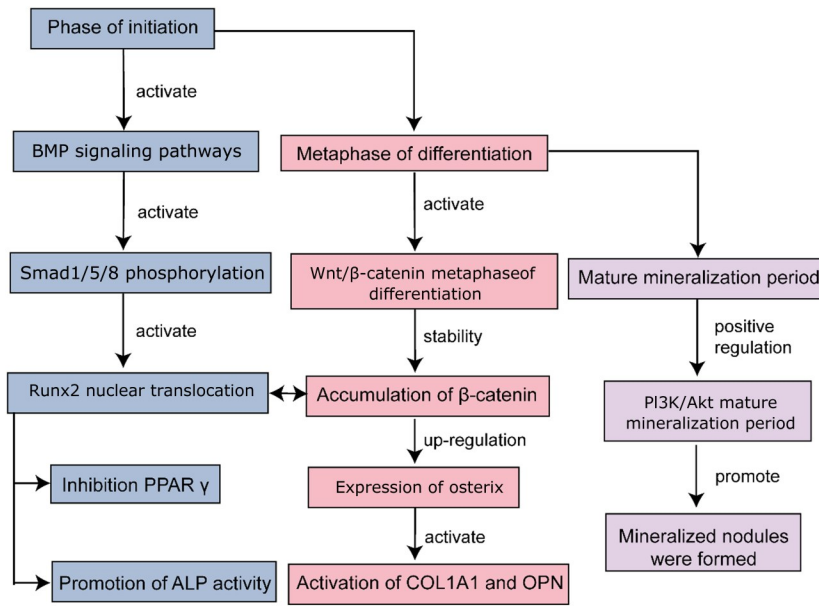 Phase of initiation
activate
BMP signaling pathways
activate
Smad1/5/8 phosphorylation
activate
Runx2 nuclear translocation
Inhibition PPAR γ
Promotion of ALP activity
Metaphase of differentiation
activate
Wnt/β-catenin metaphaseof
differentiation
stability
Accumulation of β-catenin
up-regulation
Expression of osterix
activate
Activation of COL1A1 and OPN
Mature mineralization period
positive
regulation
PI3K/Akt mature
mineralization period
promote
Mineralized nodules
were formed